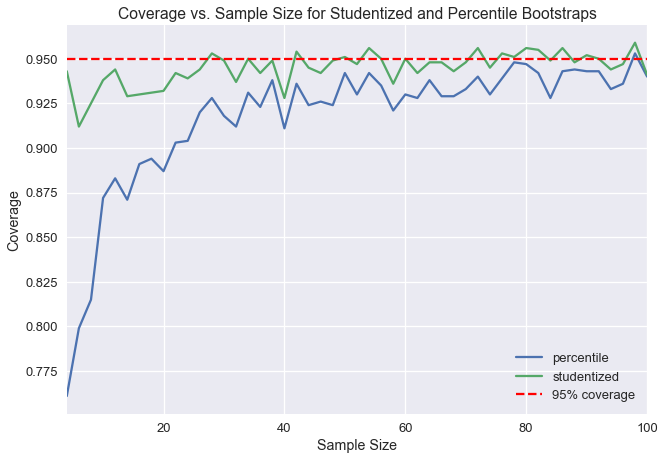 Coverage vs. Sample Size for Studentized and Percentile Bootstraps
0.950
0.925
0.900
0.875
0.850
0.825
0.800
0.775
Coverage
percentile
studentized
95% coverage
20
40
60
80
100
Sample Size